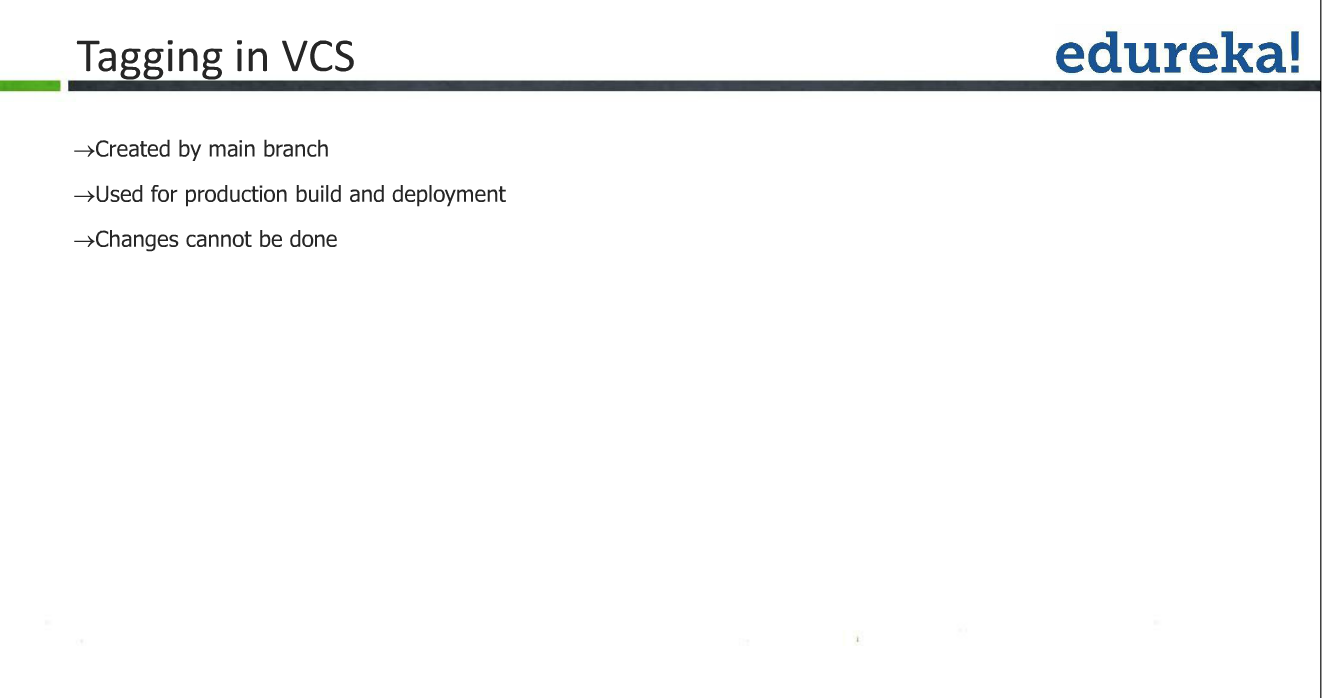 Tagging in VCS
edureka!
→Created by main branch
→Used for production build and deployment
→Changes cannot be done